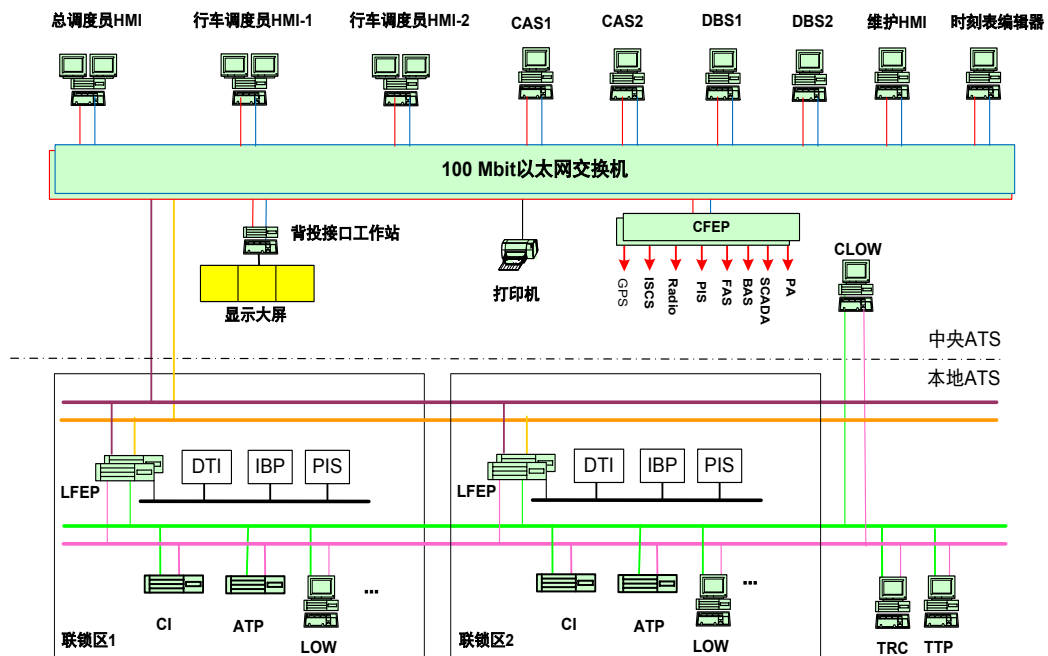 总调度员HMI
行车调度员HMI-1
行车调度员HMI-2
CAS1
CAS2
DBS1
DBS2
维护HMI
时刻表编辑器
100 Mbit以太网交换机
背投接口工作站
显示大屏
打印机
CFEP
GPS
ISCS
Radio
PIS
FAS
BAS
SCADA
PA
CLOW
中央ATS
本地ATS
LFEP
DTI
IBP
PIS
LFEP
DTI
IBP
PIS
CI
ATP
LOW
...
联锁区1
CI
ATP
LOW
...
联锁区2
TRC
TTP